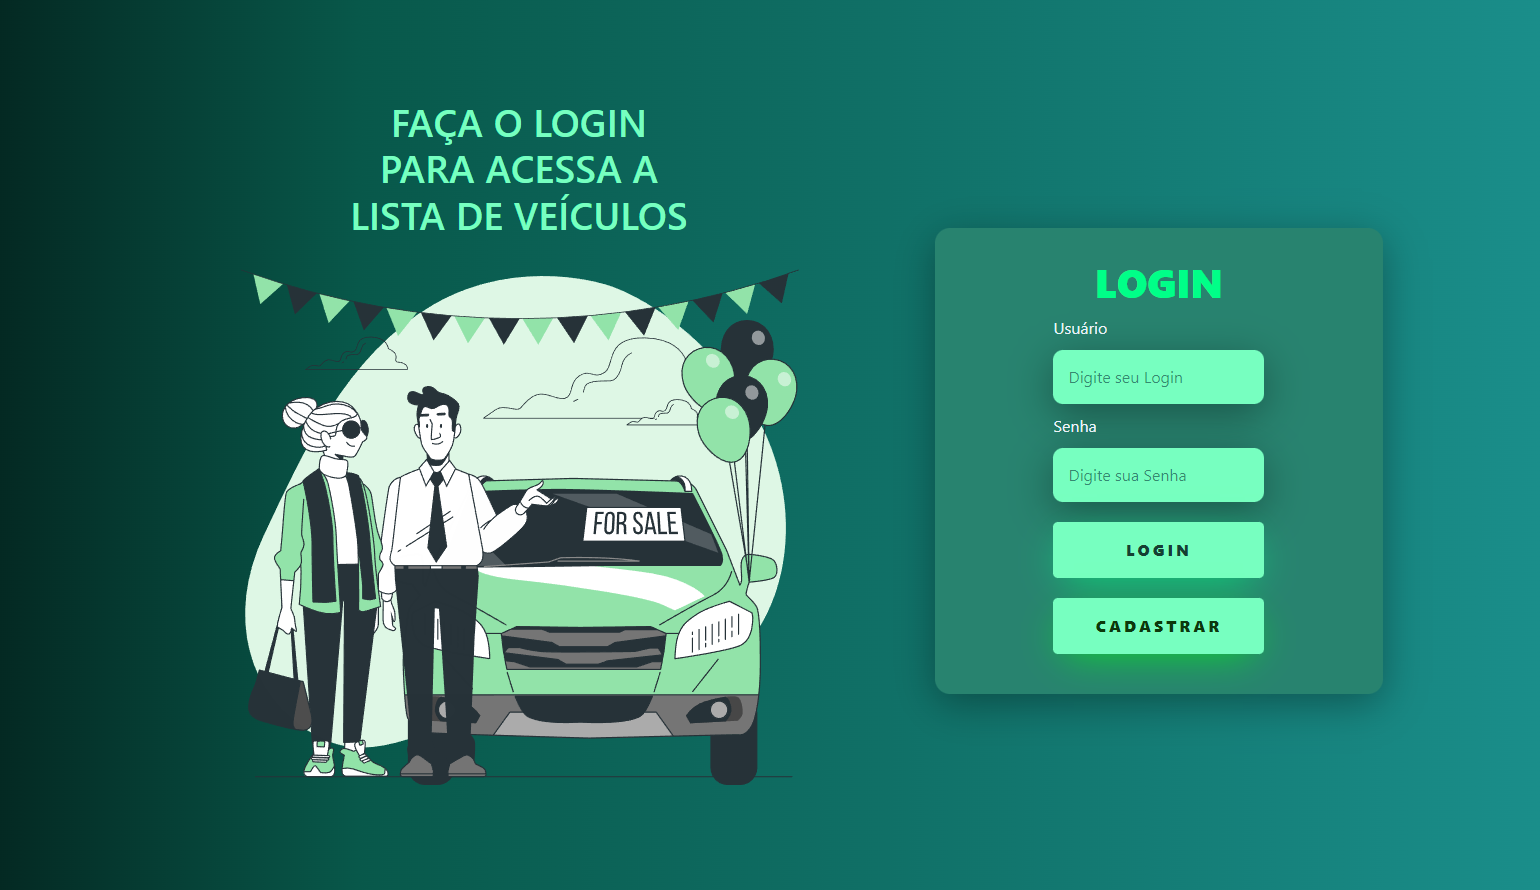 FAÇA O LOGIN
PARA ACESSA A
LISTA DE VEÍCULOS
FOR SALE
LOGIN
Usuário
Digite seu Login
Senha
Digite sua Senha
LOGIN
CADASTRAR